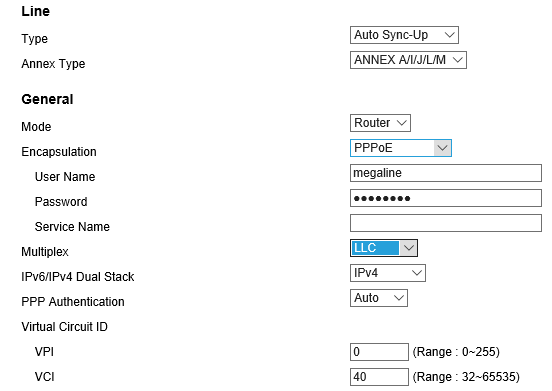 Line
Type Auto Sync-Up
Annex Type ANNEX A/I/J/L/M
General
Mode Router
Encapsulation PPPoE
User Name megaline
Password ●●●●●●●●
Service Name
Multiplex LLC
IPv6/IPv4 Dual Stack IPv4
PPP Authentication Auto
Virtual Circuit ID
VPI 0 (Range : 0~255)
VCI 40 (Range : 32~65535)